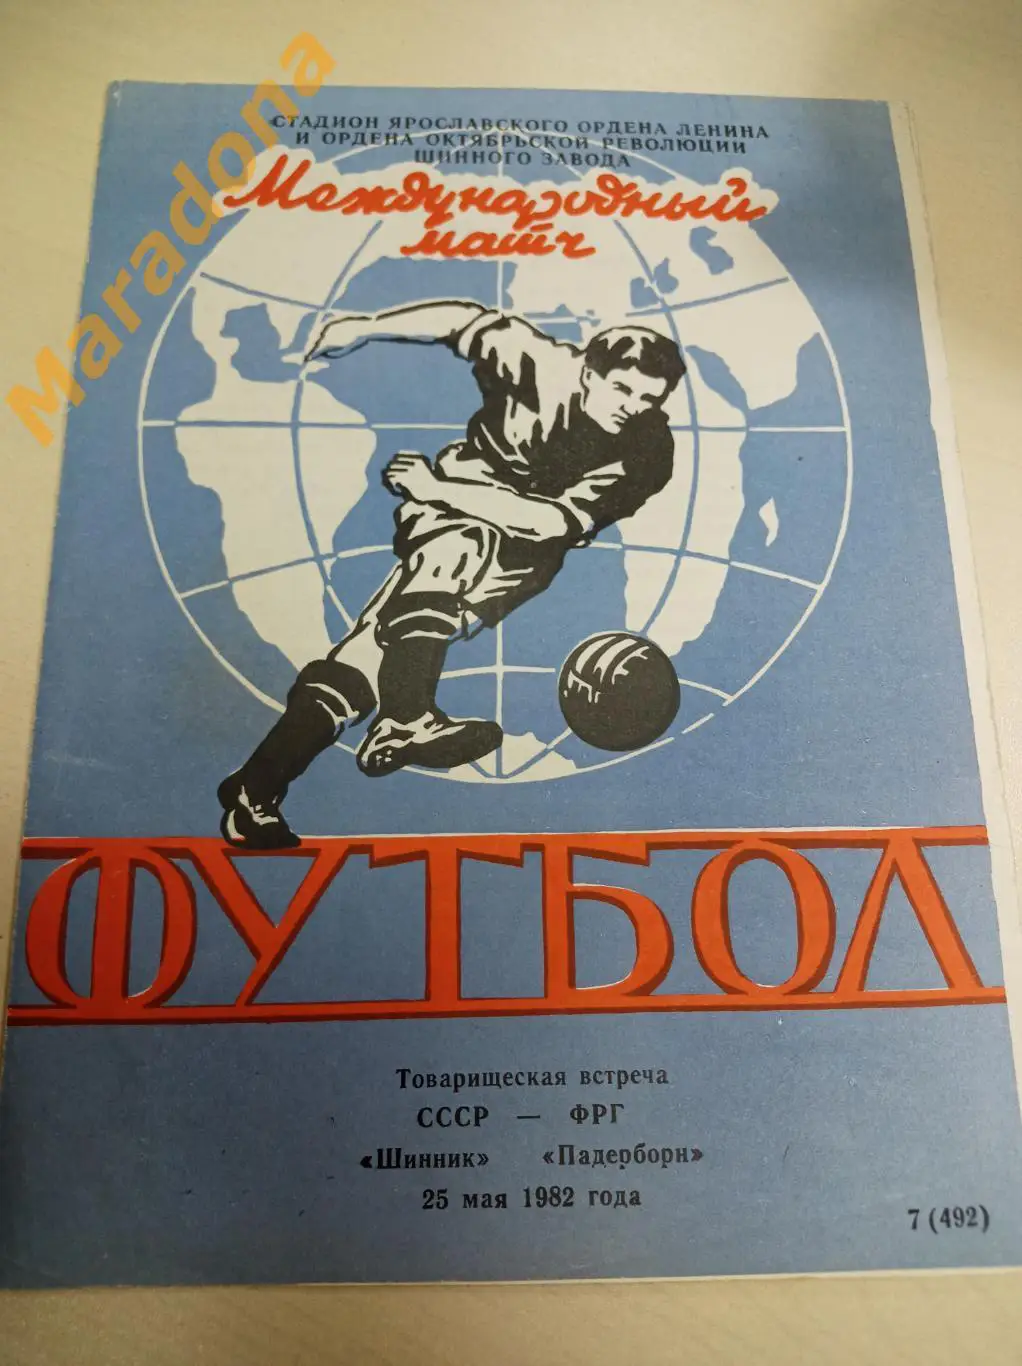 Maradona
СТАДИОН ЯРОСЛАВСКОГО ОРДЕНА ЛЕНИНА
И ОРДЕНА ОКТЯБРЬСКОЙ РЕВОЛЮЦИИ
ШИННОГО ЗАВОДА
Международный
матч
ФУТБОЛ
Товарищеская встреча
СССР — ФРГ
«Шинник» «Падерборн»
25 мая 1982 года
7 (492)